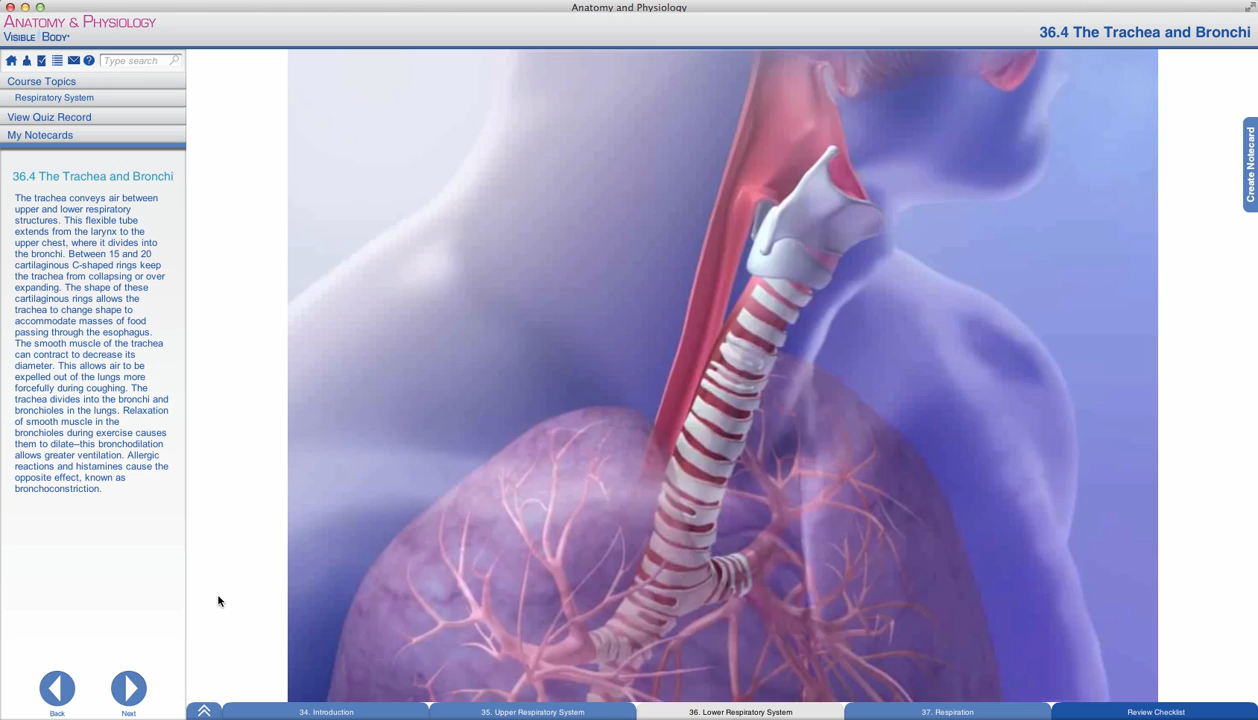 Anatomy and Physiology
ANATOMY & PHYSIOLOGY
VISIBLE BODY
36.4 The Trachea and Bronchi
Type search
Course Topics
Respiratory System
View Quiz Record
My Notecards
Create Notecard
36.4 The Trachea and Bronchi
The trachea conveys air between
upper and lower respiratory
structures. This flexible tube
extends from the larynx to the
upper chest, where it divides into
the bronchi. Between 15 and 20
cartilaginous C-shaped rings keep
the trachea from collapsing or over
expanding. The shape of these
cartilaginous rings allows the
trachea to change shape to
accommodate masses of food
passing through the esophagus.
The smooth muscle of the trachea
can contract to decrease its
diameter. This allows air to be
expelled out of the lungs more
forcefully during coughing. The
trachea divides into the bronchi and
bronchioles in the lungs. Relaxation
of smooth muscle in the
bronchioles during exercise causes
them to dilate–this bronchodilation
allows greater ventilation. Allergic
reactions and histamines cause the
opposite effect, known as
bronchoconstriction.
Back
Next
34. Introduction
35. Upper Respiratory System
36. Lower Respiratory System
37. Respiration
Review Checklist